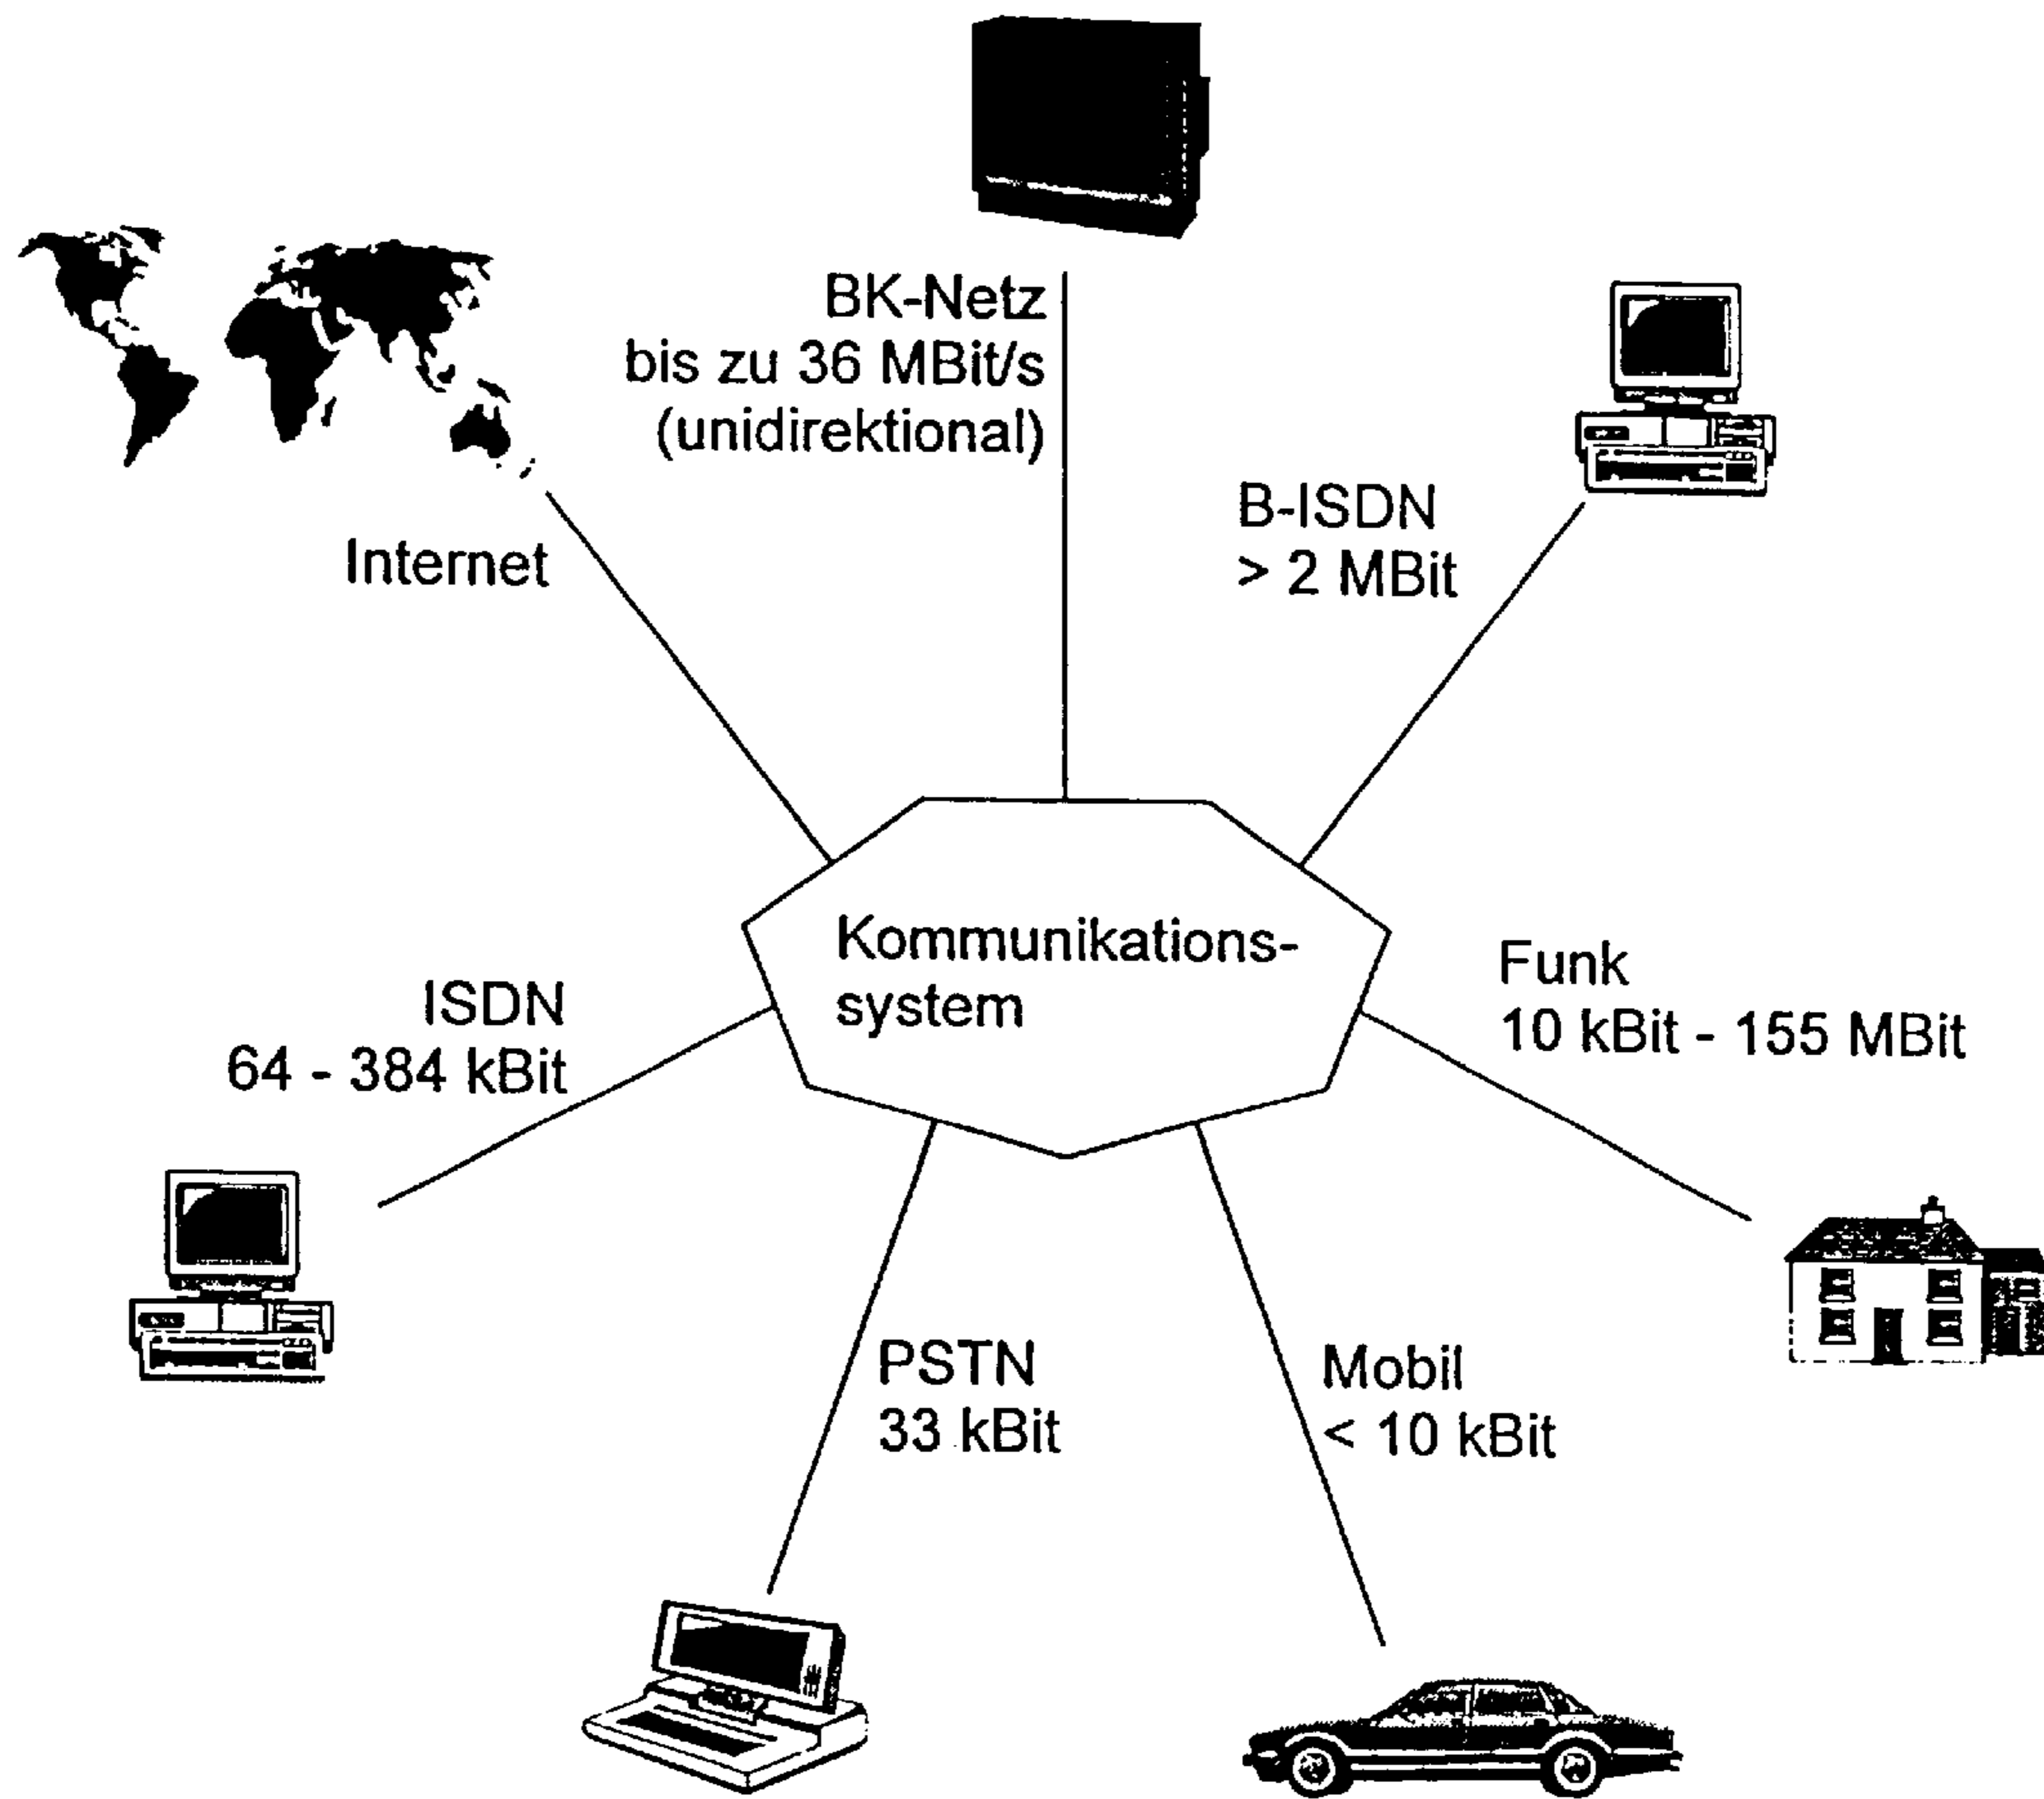 BK-Netz
bis zu 36 MBit/s
(unidirektional)
B-ISDN
> 2 MBit
Internet
Kommunikations-
system
Funk
10 kBit - 155 MBit
ISDN
64 - 384 kBit
PSTN
33 kBit
Mobil
< 10 kBit